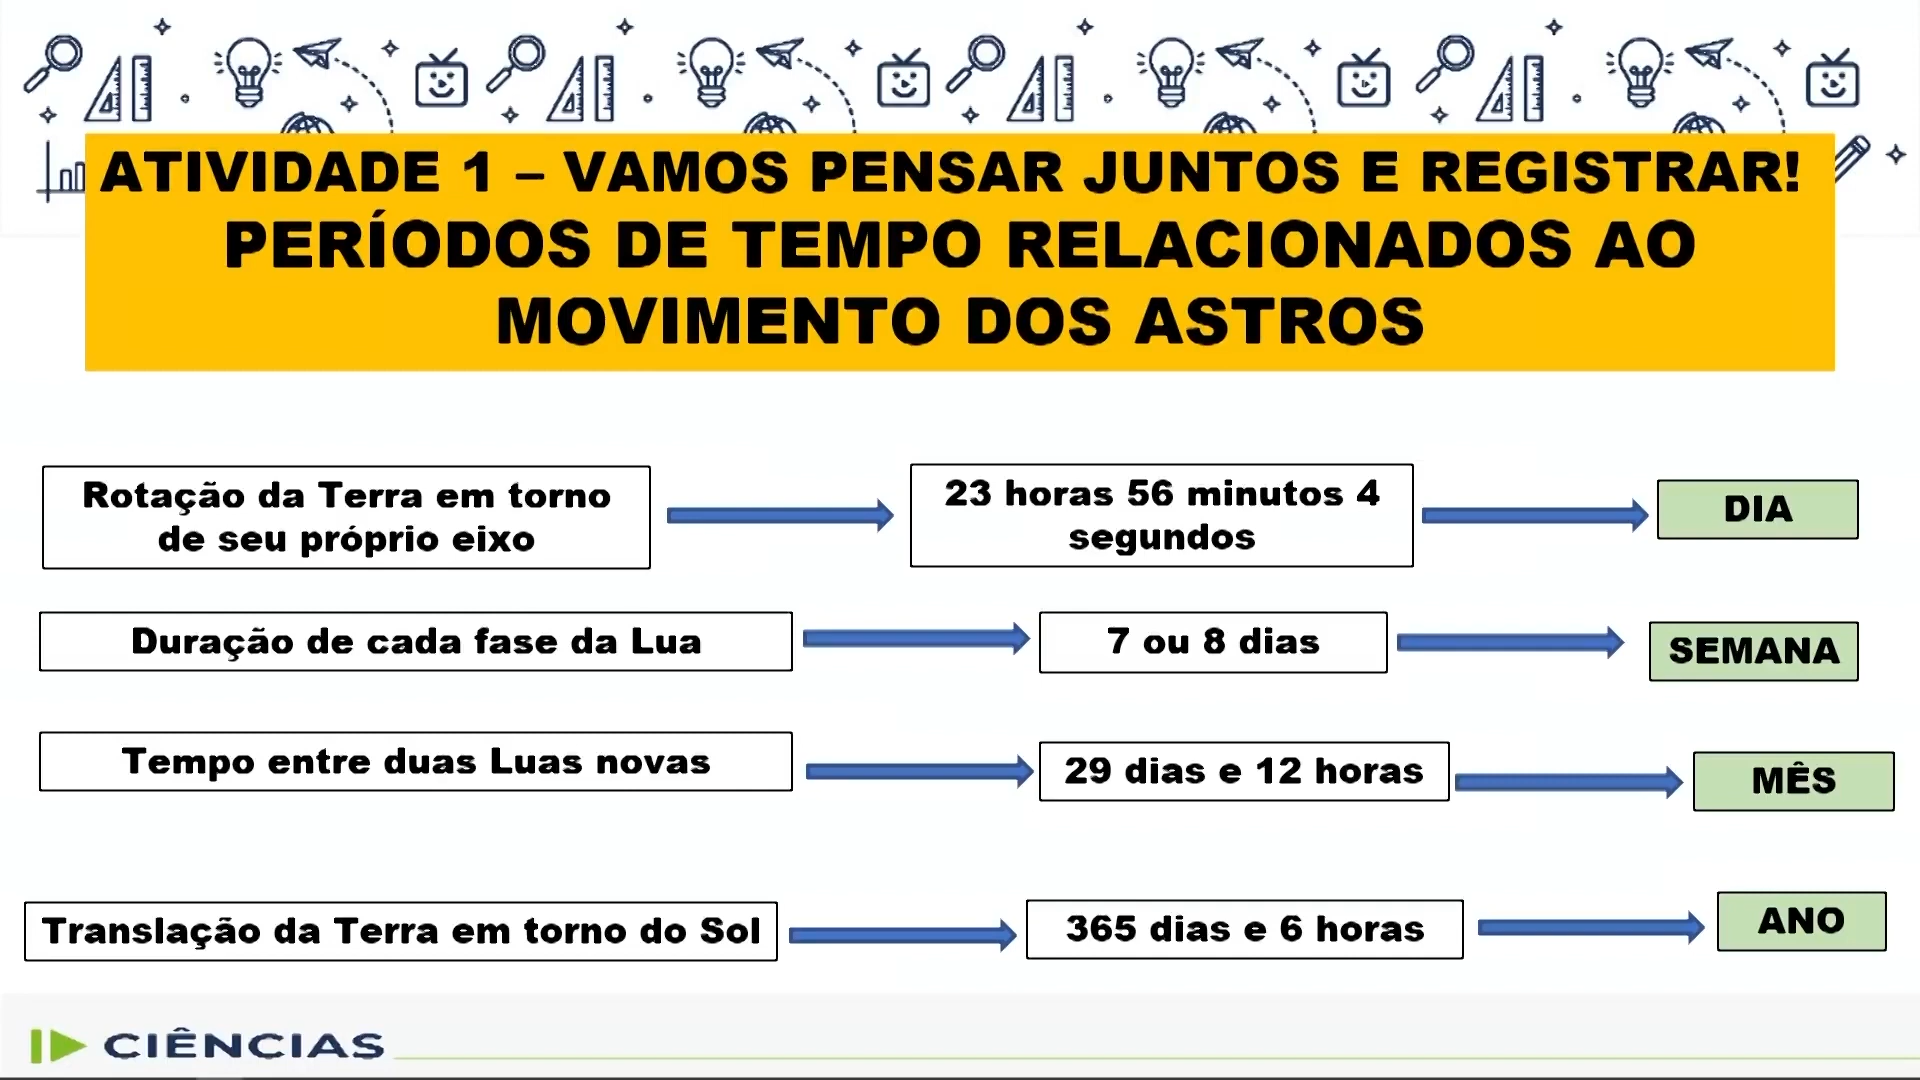 ATIVIDADE 1 – VAMOS PENSAR JUNTOS E REGISTRAR!
PERÍODOS DE TEMPO RELACIONADOS AO
MOVIMENTO DOS ASTROS
Rotação da Terra em torno
de seu próprio eixo
23 horas 56 minutos 4
segundos
DIA
Duração de cada fase da Lua
7 ou 8 dias
SEMANA
Tempo entre duas Luas novas
29 dias e 12 horas
MÊS
Translação da Terra em torno do Sol
365 dias e 6 horas
ANO
CIÊNCIAS